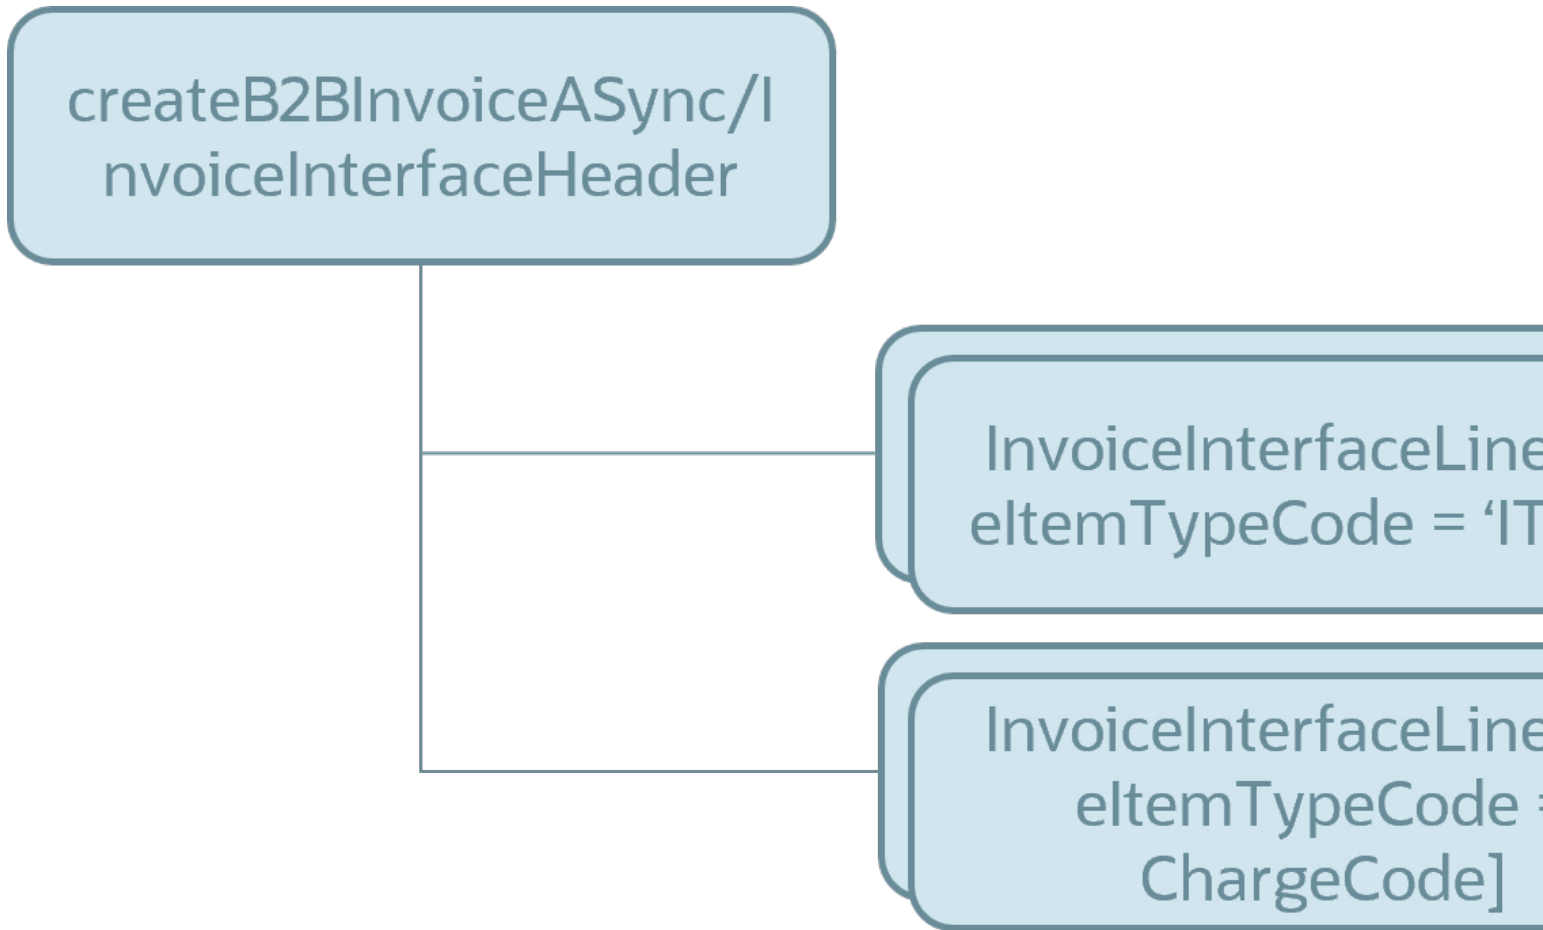 createB2BInvoiceASync/I
nvoiceInterfaceHeader
InvoiceInterfaceLine
eItemTypeCode = ‘IT
InvoiceInterfaceLine
eItemTypeCode =
ChargeCode]